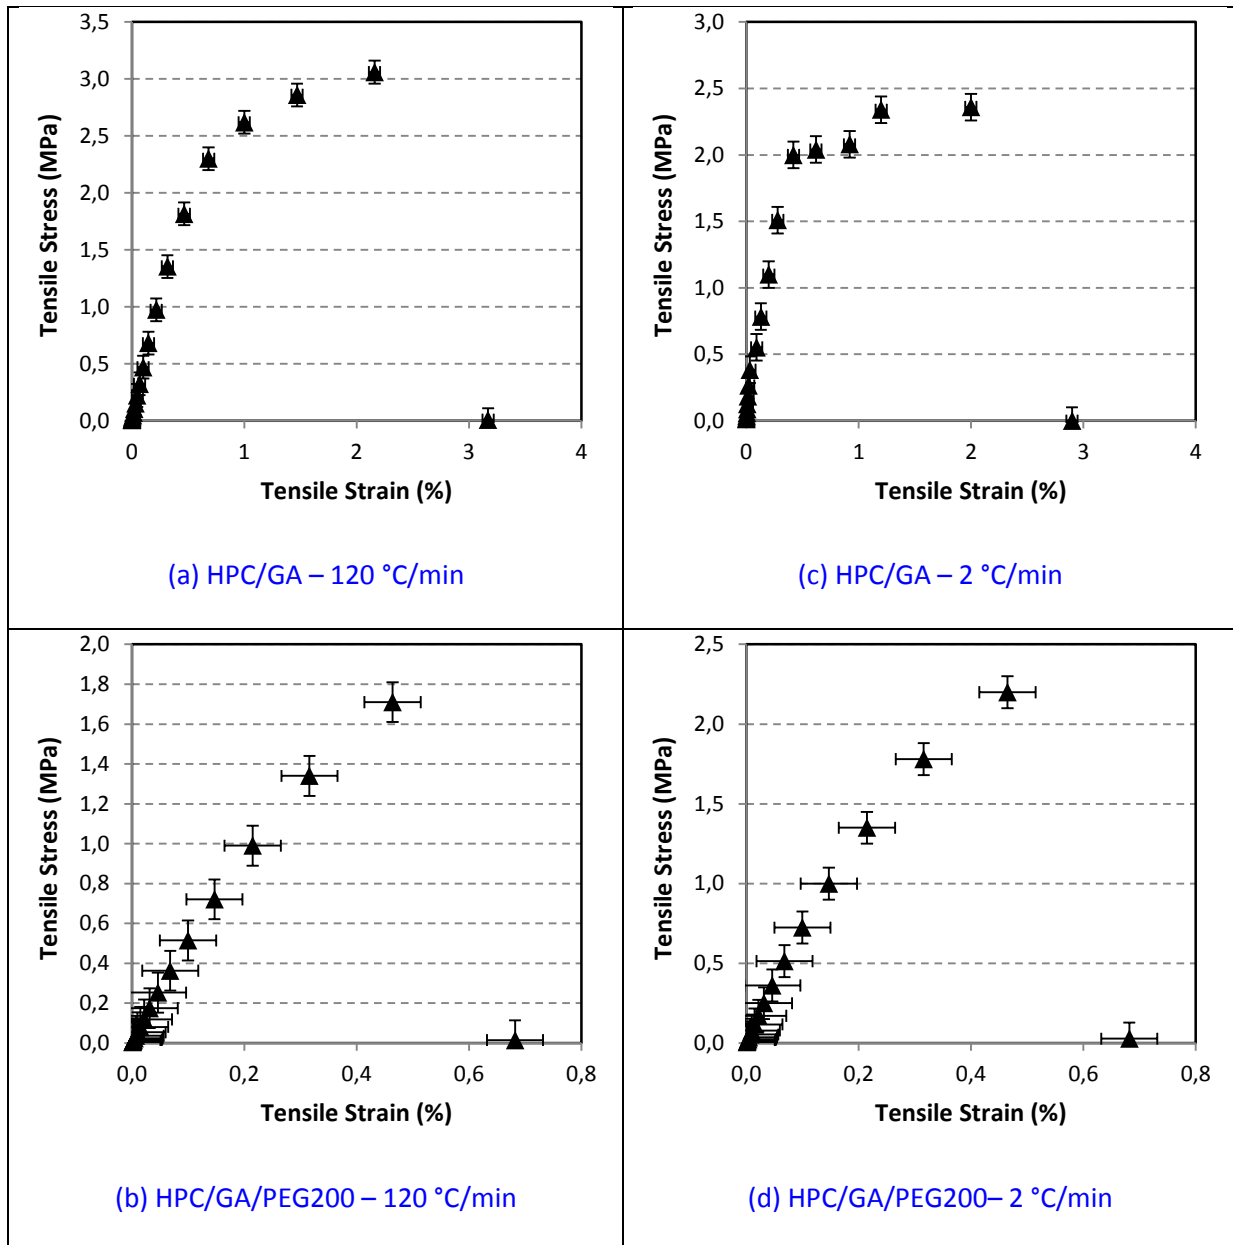 3,5
3,0
2,5
2,0
1,5
1,0
0,5
0,0
Tensile Stress (MPa)
0 1 2 3 4
Tensile Strain (%)
(a) HPC/GA – 120 °C/min
3,0
2,5
2,0
1,5
1,0
0,5
0,0
Tensile Stress (MPa)
0 1 2 3 4
Tensile Strain (%)
(c) HPC/GA – 2 °C/min
2,0
1,8
1,6
1,4
1,2
1,0
0,8
0,6
0,4
0,2
0,0
Tensile Stress (MPa)
0,0 0,2 0,4 0,6 0,8
Tensile Strain (%)
(b) HPC/GA/PEG200 – 120 °C/min
2,5
2,0
1,5
1,0
0,5
0,0
Tensile Stress (MPa)
0,0 0,2 0,4 0,6 0,8
Tensile Strain (%)
(d) HPC/GA/PEG200– 2 °C/min